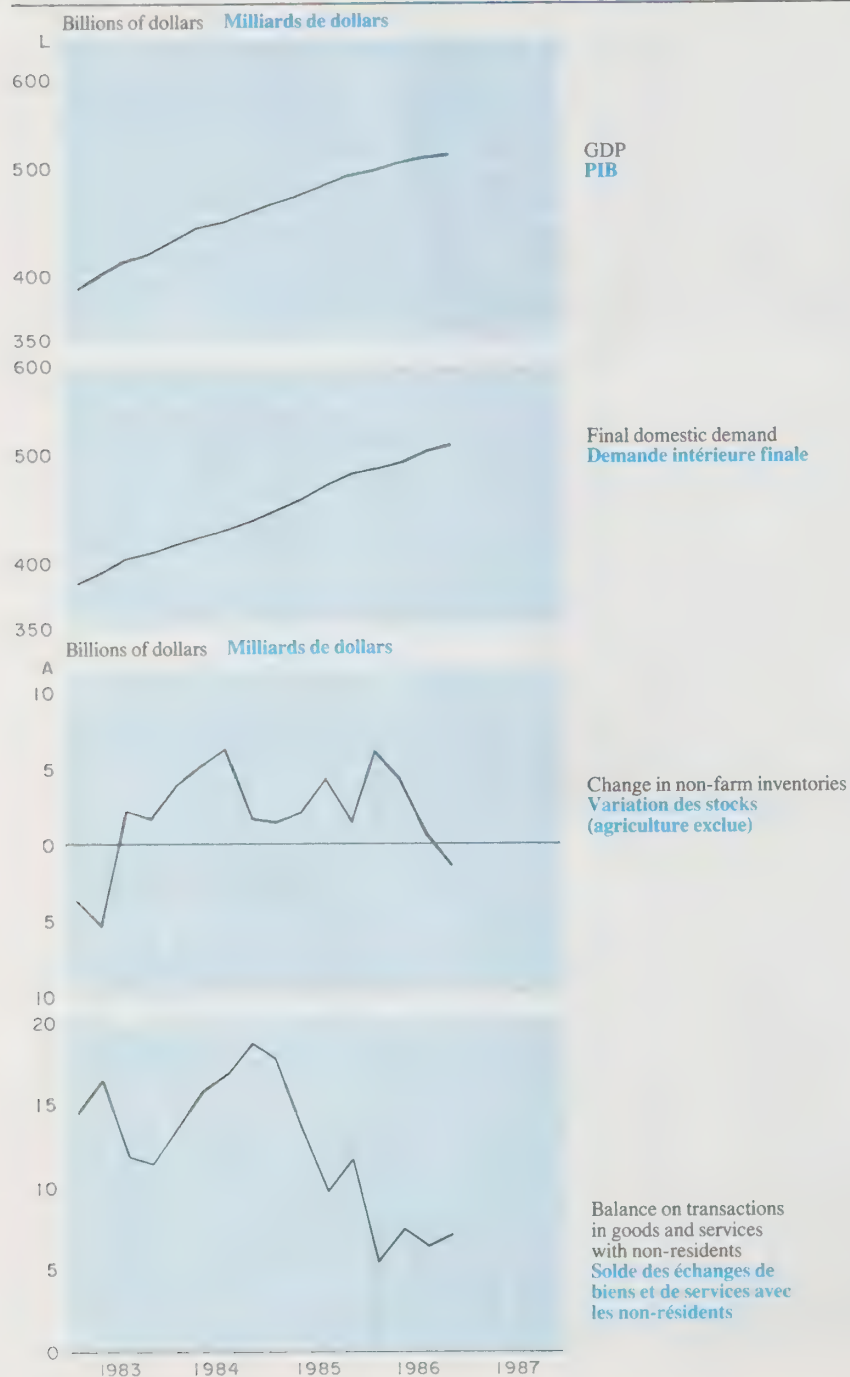 Billions of dollars Milliards de dollars
L
600
500
400
350
GDP
PIB
600
500
400
350
Final domestic demand
Demande intérieure finale
Billions of dollars Milliards de dollars
A
10
5
0
5
10
Change in non-farm inventories
Variation des stocks
(agriculture exclue)
20
15
10
5
0
Balance on transactions
in goods and services
with non-residents
Solde des échanges de
biens et de services avec
les non-résidents
1983 1984 1985 1986 1987